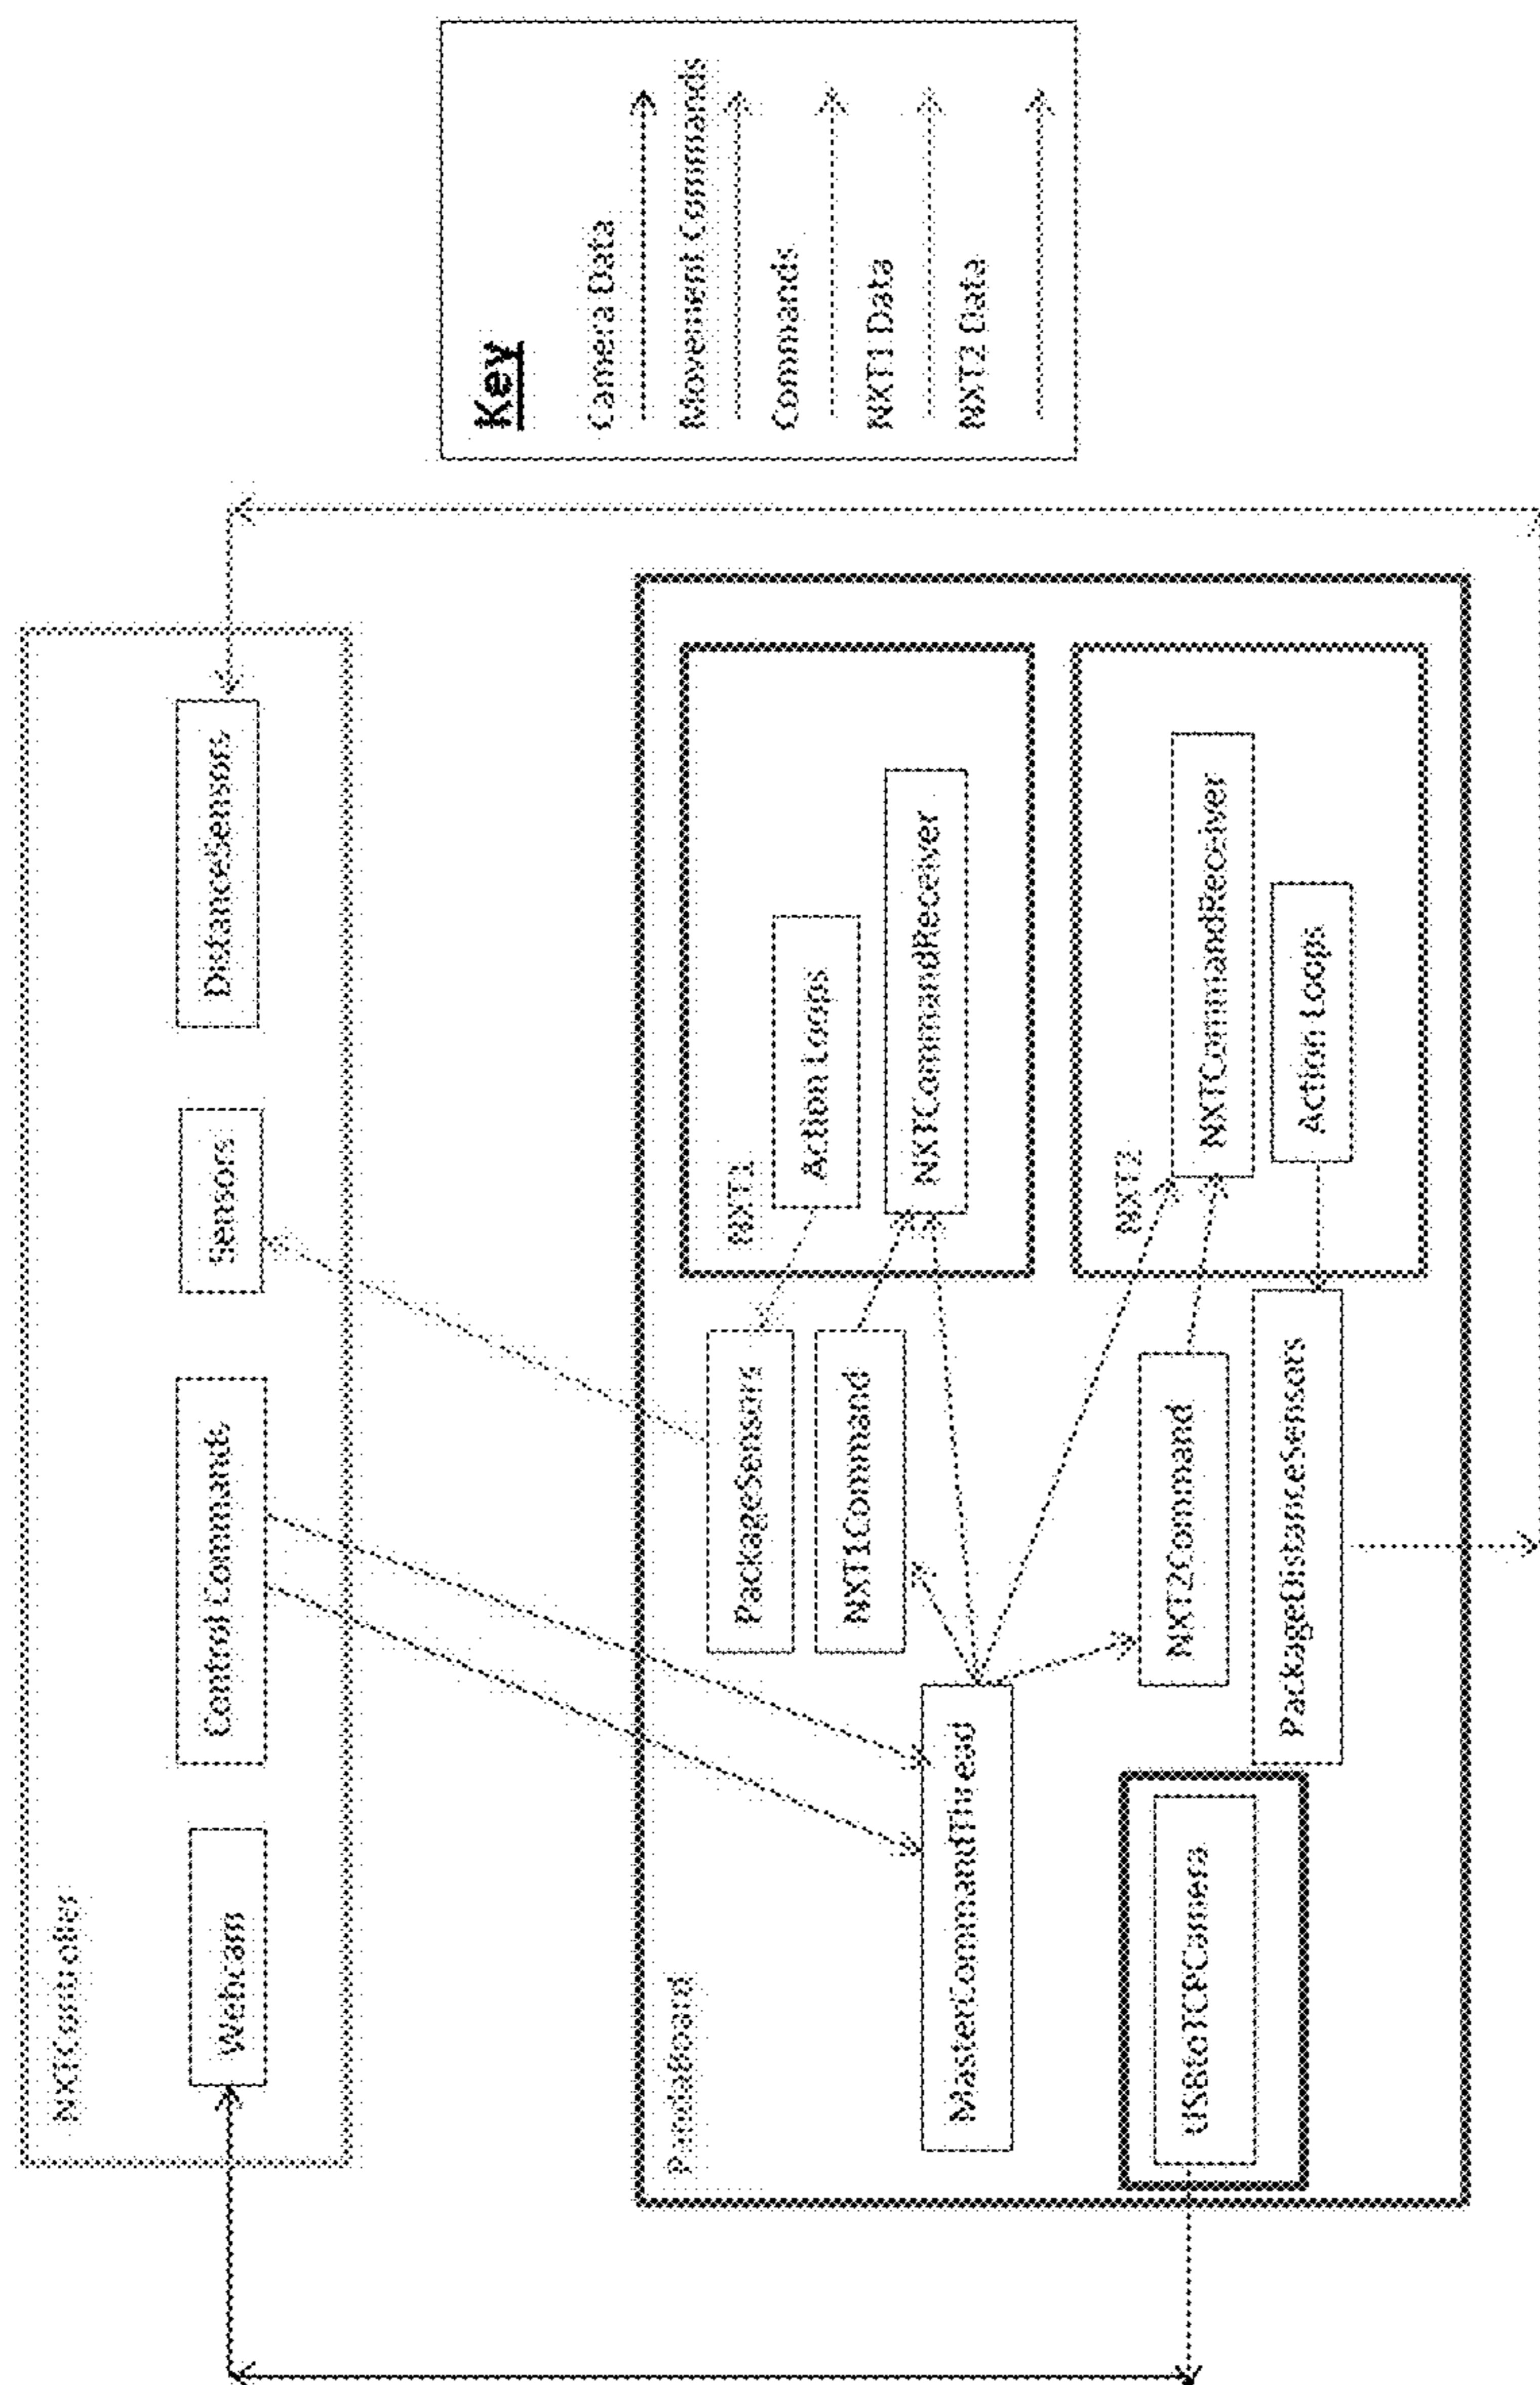 NXTController
Webcam
Control Commands
Sensors
DistanceSensors
PandaBoard
MasterCommandThread
USBtoTCPCamera
PackageSensors
NXT1Command
NXT2Command
PackageDistanceSensors
NXT1
Action Loops
NXTCommandReceiver
NXT2
NXTCommandReceiver
Action Loops
Key
Camera Data
Movement Commands
Commands
NXT1 Data
NXT2 Data